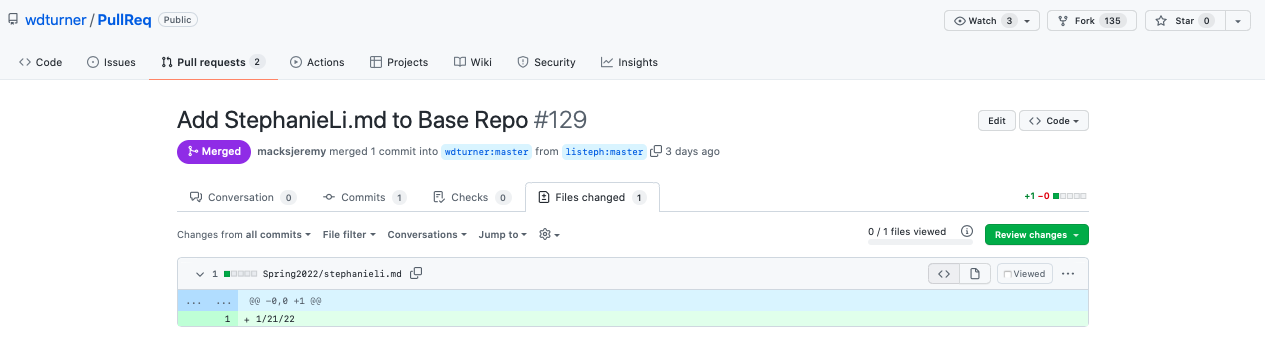 wdturner / PullReq Public
Watch 3 Fork 135 Star 0
Code Issues Pull requests 2 Actions Projects Wiki Security Insights
Add StephanieLi.md to Base Repo #129
Edit <> Code
Merged macksjeremy merged 1 commit into wdturner:master from listeph:master 3 days ago
Conversation 0 Commits 1 Checks 0 Files changed 1
+1 −0
Changes from all commits File filter Conversations Jump to
0 / 1 files viewed Review changes
1 Spring2022/stephanieli.md <> Viewed ...
... ... @@ -0,0 +1 @@
1 + 1/21/22